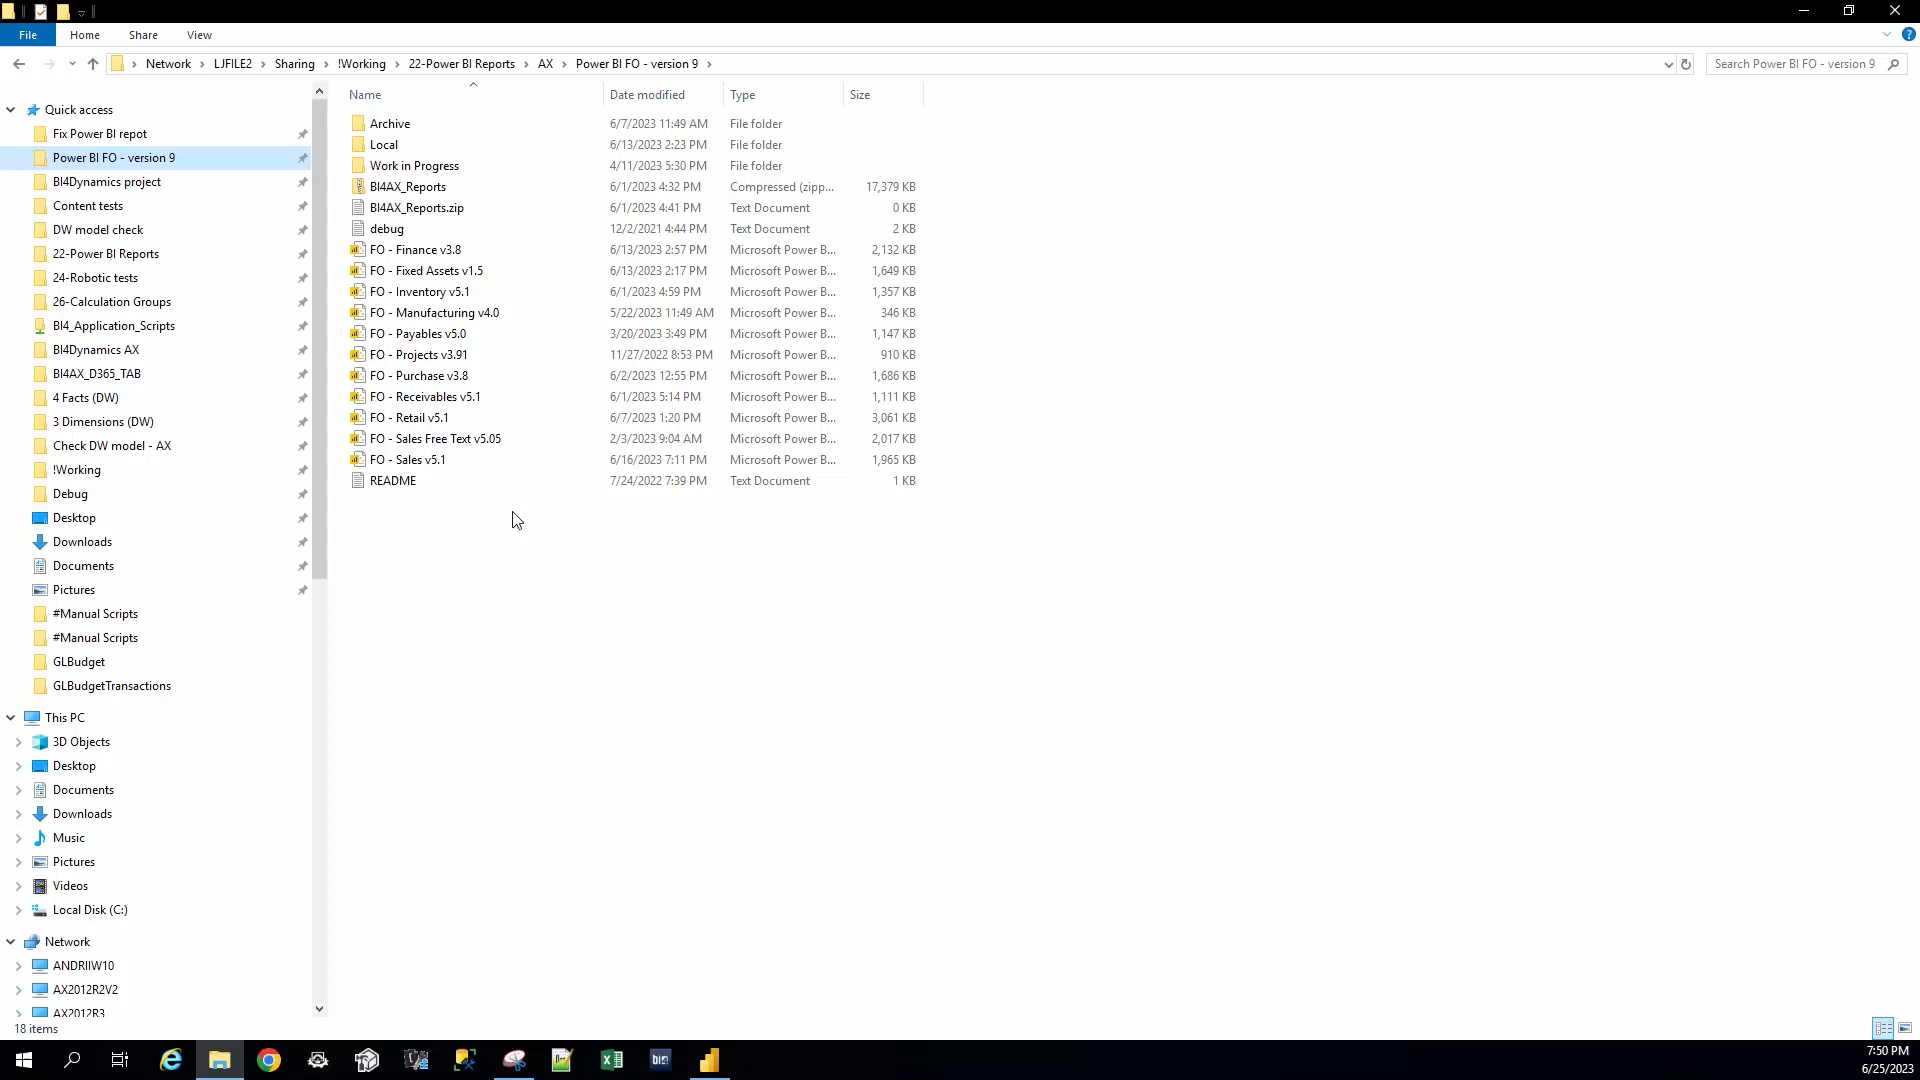 File Home Share View
Network LJFILE2 Sharing !Working 22-Power BI Reports AX Power BI FO - version 9
Search Power BI FO - version 9
Name Date modified Type Size
Archive 6/7/2023 11:49 AM File folder
Local 6/13/2023 2:23 PM File folder
Work in Progress 4/11/2023 5:30 PM File folder
BI4AX_Reports 6/1/2023 4:32 PM Compressed (zipp... 17,379 KB
BI4AX_Reports.zip 6/1/2023 4:41 PM Text Document 0 KB
debug 12/2/2021 4:44 PM Text Document 2 KB
FO - Finance v3.8 6/13/2023 2:57 PM Microsoft Power B... 2,132 KB
FO - Fixed Assets v1.5 6/13/2023 2:17 PM Microsoft Power B... 1,649 KB
FO - Inventory v5.1 6/1/2023 4:59 PM Microsoft Power B... 1,357 KB
FO - Manufacturing v4.0 5/22/2023 11:49 AM Microsoft Power B... 346 KB
FO - Payables v5.0 3/20/2023 3:49 PM Microsoft Power B... 1,147 KB
FO - Projects v3.91 11/27/2022 8:53 PM Microsoft Power B... 910 KB
FO - Purchase v3.8 6/2/2023 12:55 PM Microsoft Power B... 1,686 KB
FO - Receivables v5.1 6/1/2023 5:14 PM Microsoft Power B... 1,111 KB
FO - Retail v5.1 6/7/2023 1:20 PM Microsoft Power B... 3,061 KB
FO - Sales Free Text v5.05 2/3/2023 9:04 AM Microsoft Power B... 2,017 KB
FO - Sales v5.1 6/16/2023 7:11 PM Microsoft Power B... 1,965 KB
README 7/24/2022 7:39 PM Text Document 1 KB
Quick access
Fix Power BI repot
Power BI FO - version 9
BI4Dynamics project
Content tests
DW model check
22-Power BI Reports
24-Robotic tests
26-Calculation Groups
BI4_Application_Scripts
BI4Dynamics AX
BI4AX_D365_TAB
4 Facts (DW)
3 Dimensions (DW)
Check DW model - AX
!Working
Debug
Desktop
Downloads
Documents
Pictures
#Manual Scripts
#Manual Scripts
GLBudget
GLBudgetTransactions
This PC
3D Objects
Desktop
Documents
Downloads
Music
Pictures
Videos
Local Disk (C:)
Network
ANDRIIW10
AX2012R2V2
AX2012R3
18 items
7:50 PM
6/25/2023